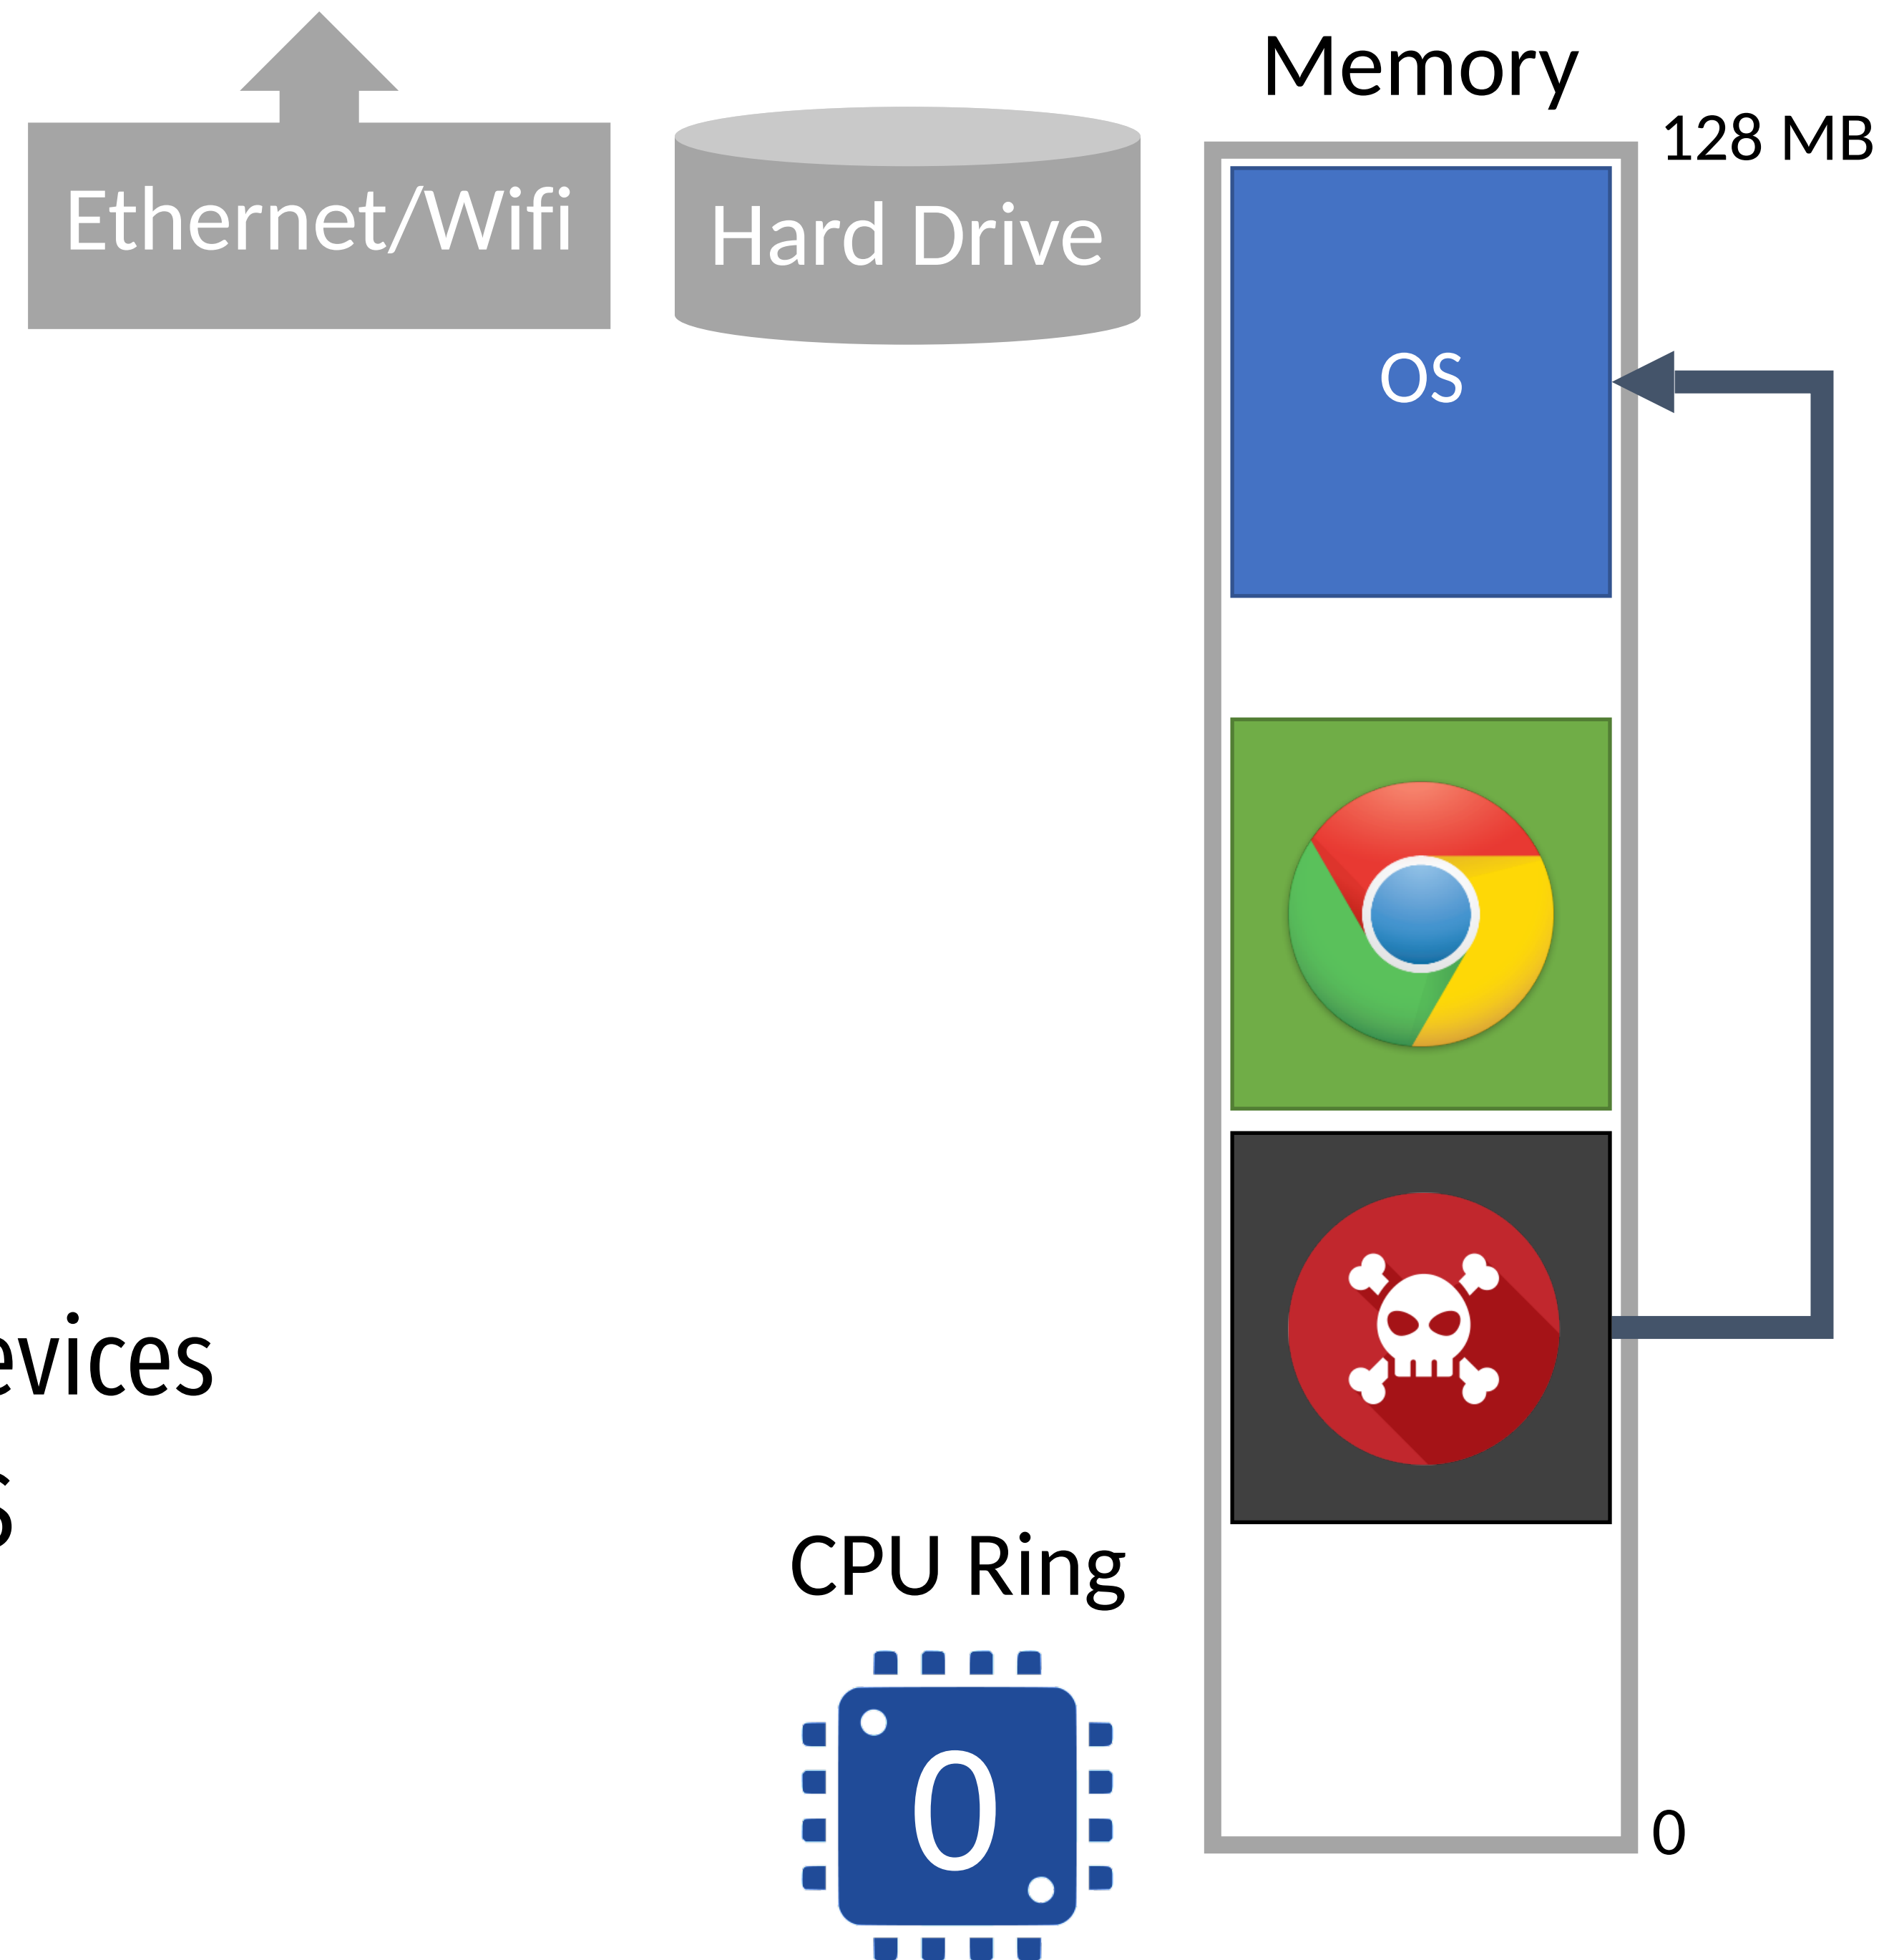 Memory
128 MB
Ethernet/Wifi
Hard Drive
OS
evices
s
CPU Ring
0
0